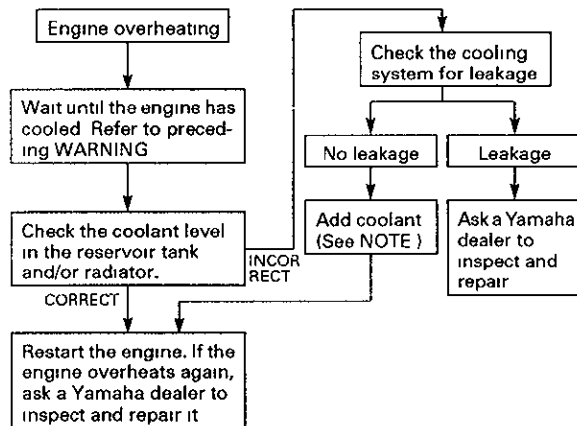 Engine overheating
Wait until the engine has
cooled Refer to preced-
ing WARNING
Check the coolant level
in the reservoir tank
and/or radiator.
INCOR
RECT
CORRECT
Restart the engine. If the
engine overheats again,
ask a Yamaha dealer to
inspect and repair it
Check the cooling
system for leakage
No leakage
Leakage
Add coolant
(See NOTE )
Ask a Yamaha
dealer to
inspect and
repair